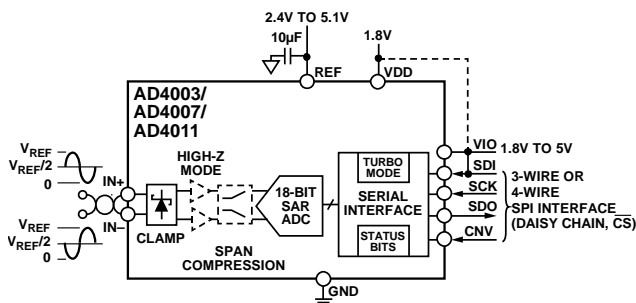 2.4V TO 5.1V
10µF
1.8V
REF
VDD
AD4003/
AD4007/
AD4011
VREF
VREF/2
0
IN+
HIGH-Z
MODE
CLAMP
18-BIT
SAR
ADC
TURBO
MODE
SERIAL
INTERFACE
STATUS
BITS
VIO
1.8V TO 5V
SDI
SCK
SDO
CNV
3-WIRE OR
4-WIRE
SPI INTERFACE
(DAISY CHAIN, CS)
VREF
VREF/2
0
IN–
SPAN
COMPRESSION
GND